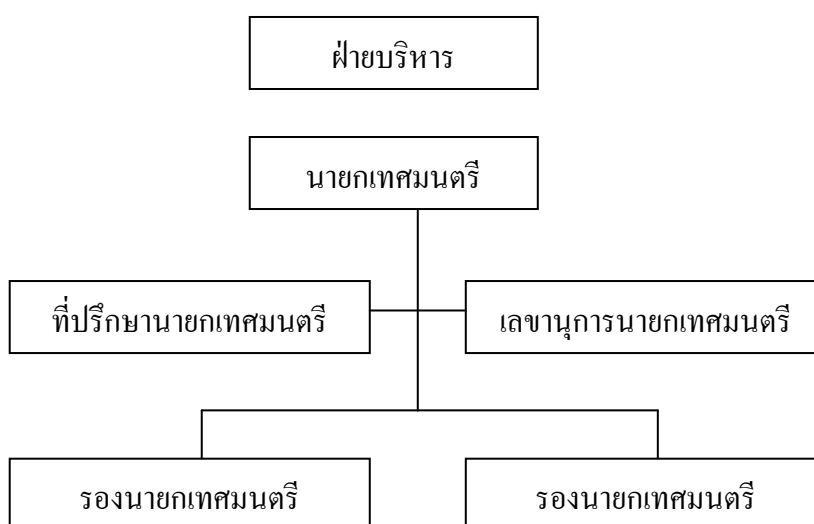 ฝ่ายบริหาร
นายกเทศมนตรี
ที่ปรึกษานายกเทศมนตรี
เลขานุการนายกเทศมนตรี
รองนายกเทศมนตรี
รองนายกเทศมนตรี